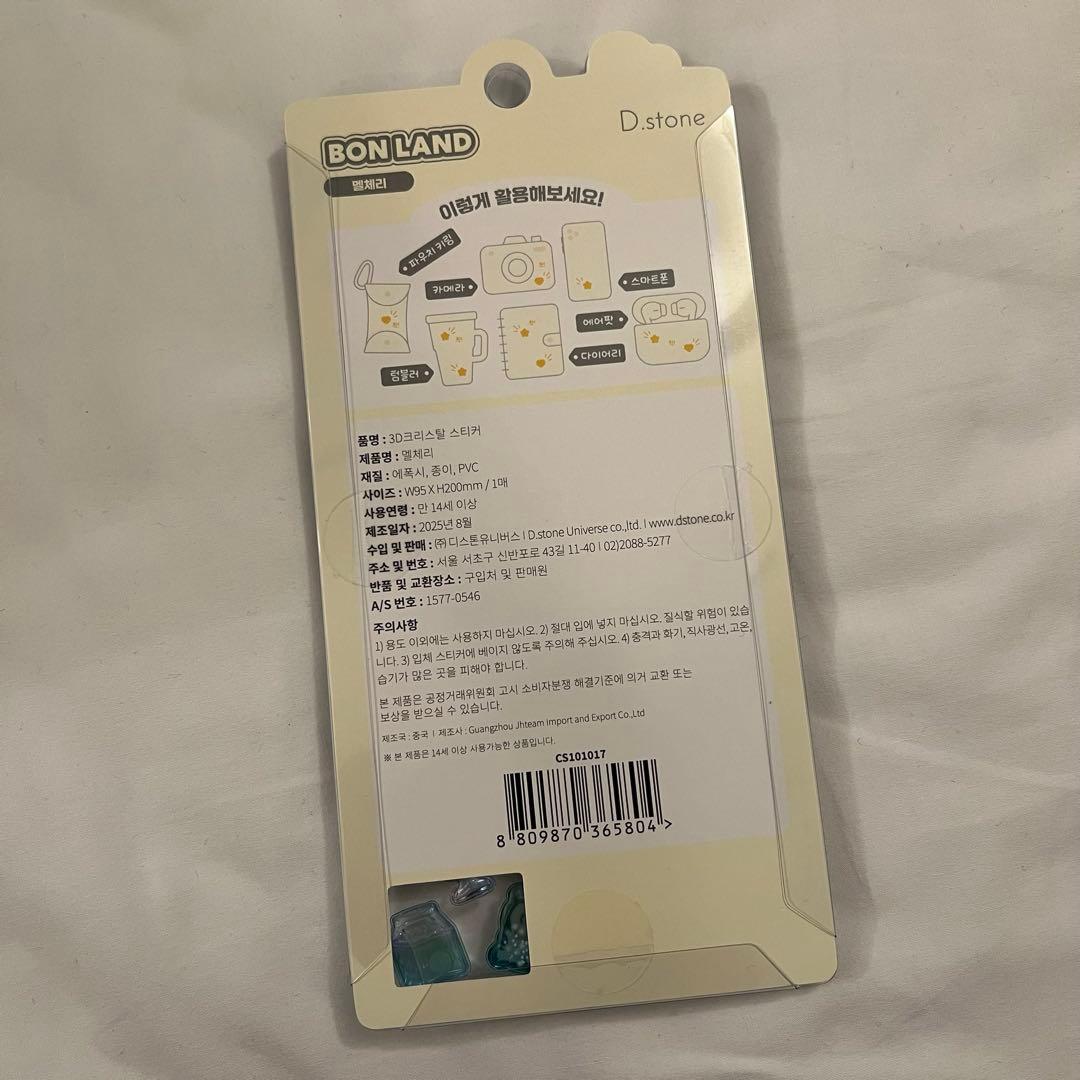 D.stone
BON LAND
멜체리
이렇게 활용해보세요!
파우치 키링
카메라
스마트폰
에어팟
텀블러
다이어리
품명 : 3D크리스탈 스티커
제품명 : 멜체리
재질 : 에폭시, 종이, PVC
사이즈 : W95 X H200mm / 1매
사용연령 : 만 14세 이상
제조일자 : 2025년 8월
수입 및 판매 : ㈜디스톤유니버스 l D.stone Universe co.,ltd. l www.dstone.co.kr
주소 및 번호 : 서울 서초구 신반포로 43길 11-40 l 02)2088-5277
반품 및 교환장소 : 구입처 및 판매원
A/S 번호 : 1577-0546
주의사항
1) 용도 이외에는 사용하지 마십시오. 2) 절대 입에 넣지 마십시오. 질식할 위험이 있습
니다. 3) 입체 스티커에 베이지 않도록 주의해 주십시오. 4) 충격과 화기, 직사광선, 고온,
습기가 많은 곳을 피해야 합니다.
본 제품은 공정거래위원회 고시 소비자분쟁 해결기준에 의거 교환 또는
보상을 받으실 수 있습니다.
제조국 : 중국 l 제조사 : Guangzhou Jhteam Import and Export Co.,Ltd
※ 본 제품은 14세 이상 사용가능한 상품입니다.
CS101017
8 809870 365804 >